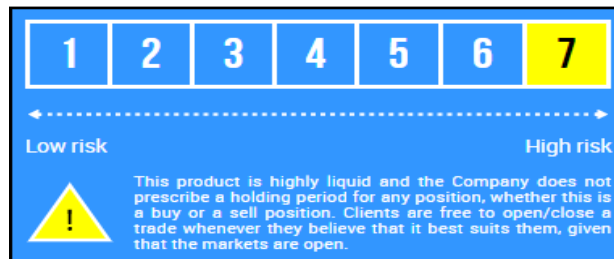 1 2 3 4 5 6 7
Low risk High risk
This product is highly liquid and the Company does not
prescribe a holding period for any position, whether this is
a buy or a sell position. Clients are free to open/close a
trade whenever they believe that it best suits them, given
that the markets are open.
!